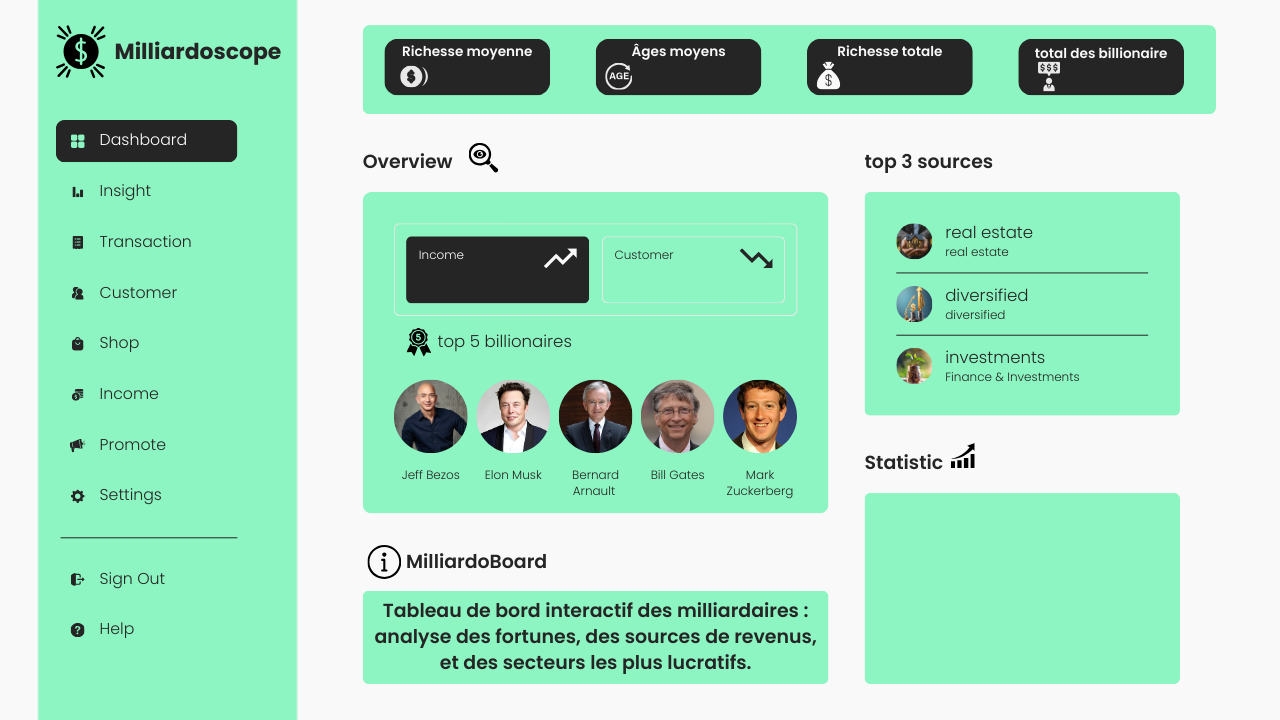 Milliardoscope
Dashboard
Insight
Transaction
Customer
Shop
Income
Promote
Settings
Sign Out
Help
Richesse moyenne
Âges moyens
AGE
Richesse totale
total des billionaire
$$$
Overview
Income
Customer
5
top 5 billionaires
Jeff Bezos
Elon Musk
Bernard
Arnault
Bill Gates
Mark
Zuckerberg
MilliardoBoard
Tableau de bord interactif des milliardaires :
analyse des fortunes, des sources de revenus,
et des secteurs les plus lucratifs.
top 3 sources
real estate
real estate
diversified
diversified
investments
Finance & Investments
Statistic